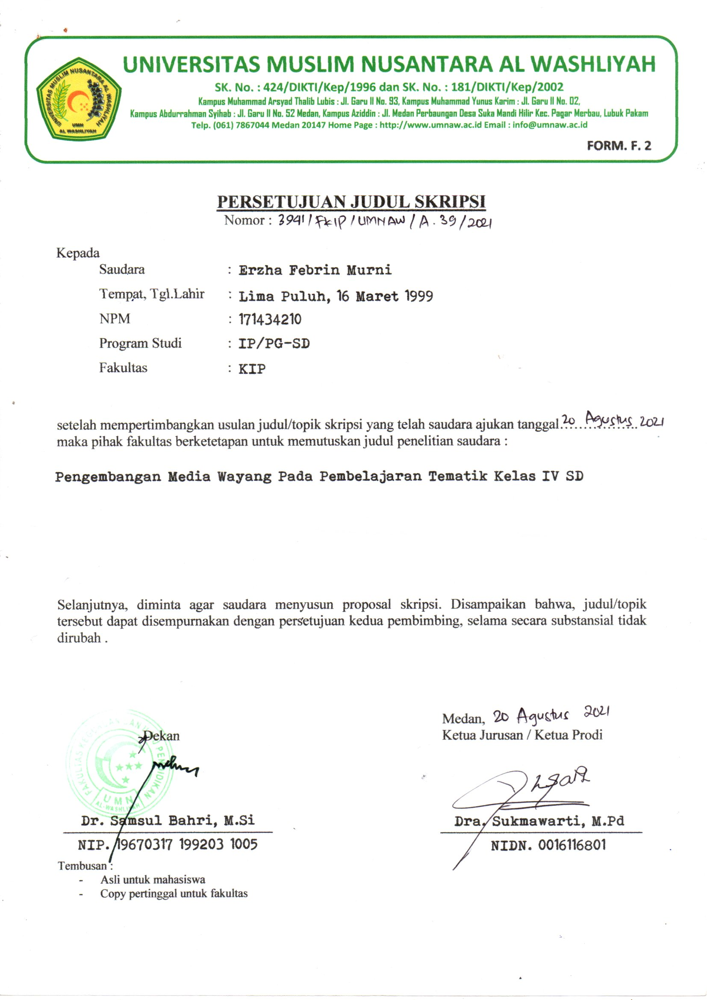 UNIVERSITAS MUSLIM NUSANTARA AL WASHLIYAH
SK. No. : 424/DIKTI/Kep/1996 dan SK. No. : 181/DIKTI/Kep/2002
Kampus Muhammad Arsyad Thalib Lubis : Jl. Garu II No. 93, Kampus Muhammad Yunus Karim : Jl. Garu II No. 02,
Kampus Abdurrahman Syihab : Jl. Garu II No. 52 Medan, Kampus Aziddin : Jl. Medan Perbaungan Desa Suka Mandi Hilir Kec. Pagar Merbau, Lubuk Pakam
Telp. (061) 7867044 Medan 20147 Home Page : http://www.umnaw.ac.id Email : info@umnaw.ac.id
UNIVERSITAS MUSLIM NUSANTARA AL WASHLIYAH
UMN
AL WASHLIYAH
FORM. F. 2
PERSETUJUAN JUDUL SKRIPSI
Nomor : 3941/FKIP/UMNAW/A.39/2021
Kepada
Saudara : Erzha Febrin Murni
Tempat, Tgl.Lahir : Lima Puluh, 16 Maret 1999
NPM : 171434210
Program Studi : IP/PG-SD
Fakultas : KIP
setelah mempertimbangkan usulan judul/topik skripsi yang telah saudara ajukan tanggal 20 Agustus 2021
maka pihak fakultas berketetapan untuk memutuskan judul penelitian saudara :
Pengembangan Media Wayang Pada Pembelajaran Tematik Kelas IV SD
Selanjutnya, diminta agar saudara menyusun proposal skripsi. Disampaikan bahwa, judul/topik
tersebut dapat disempurnakan dengan persetujuan kedua pembimbing, selama secara substansial tidak
dirubah .
Medan, 20 Agustus 2021
Dekan
Ketua Jurusan / Ketua Prodi
FAKULTAS KEGURUAN DAN ILMU PENDIDIKAN
UMN
AL-WASHLIYAH
Dr. Samsul Bahri, M.Si
Dra. Sukmawarti, M.Pd
NIP. 19670317 199203 1005
NIDN. 0016116801
Tembusan :
- Asli untuk mahasiswa
- Copy pertinggal untuk fakultas